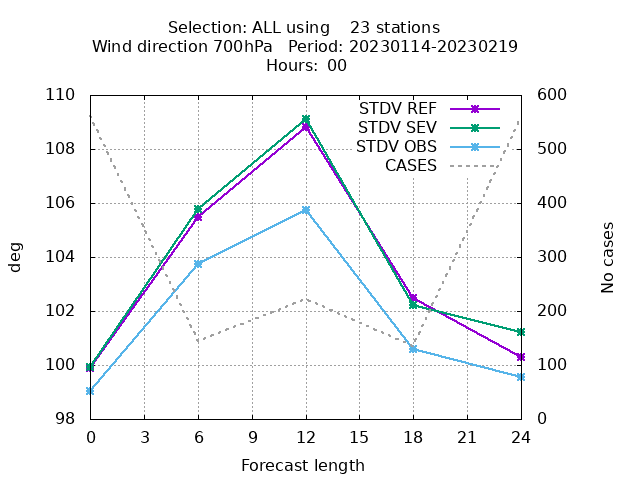 Selection: ALL using    23 stations
Wind direction 700hPa   Period: 20230114-20230219
Hours: 00
110
108
106
104
102
100
98
600
500
400
300
200
100
0
STDV REF
STDV SEV
STDV OBS
CASES
deg
No cases
0 3 6 9 12 15 18 21 24
Forecast length